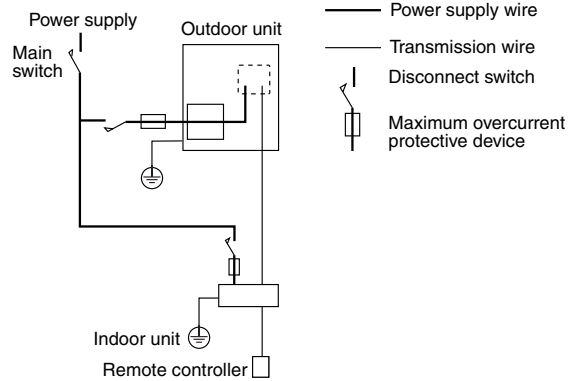 Power supply
Main
switch
Outdoor unit
Indoor unit
Remote controller
Power supply wire
Transmission wire
Disconnect switch
Maximum overcurrent
protective device